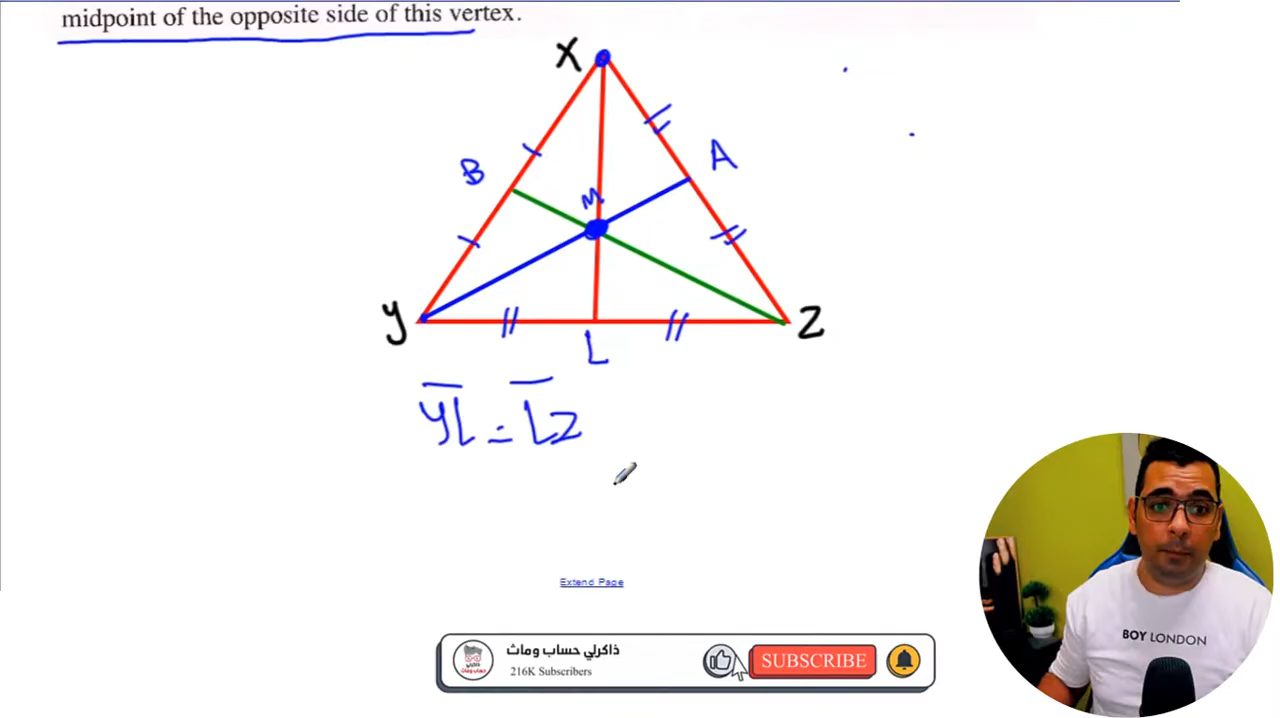 midpoint of the opposite side of this vertex.
X
B
A
M
y
Z
L
yL = LZ
Extend Page
ذاكرلي حساب وماث
216K Subscribers
SUBSCRIBE
BOY LONDON